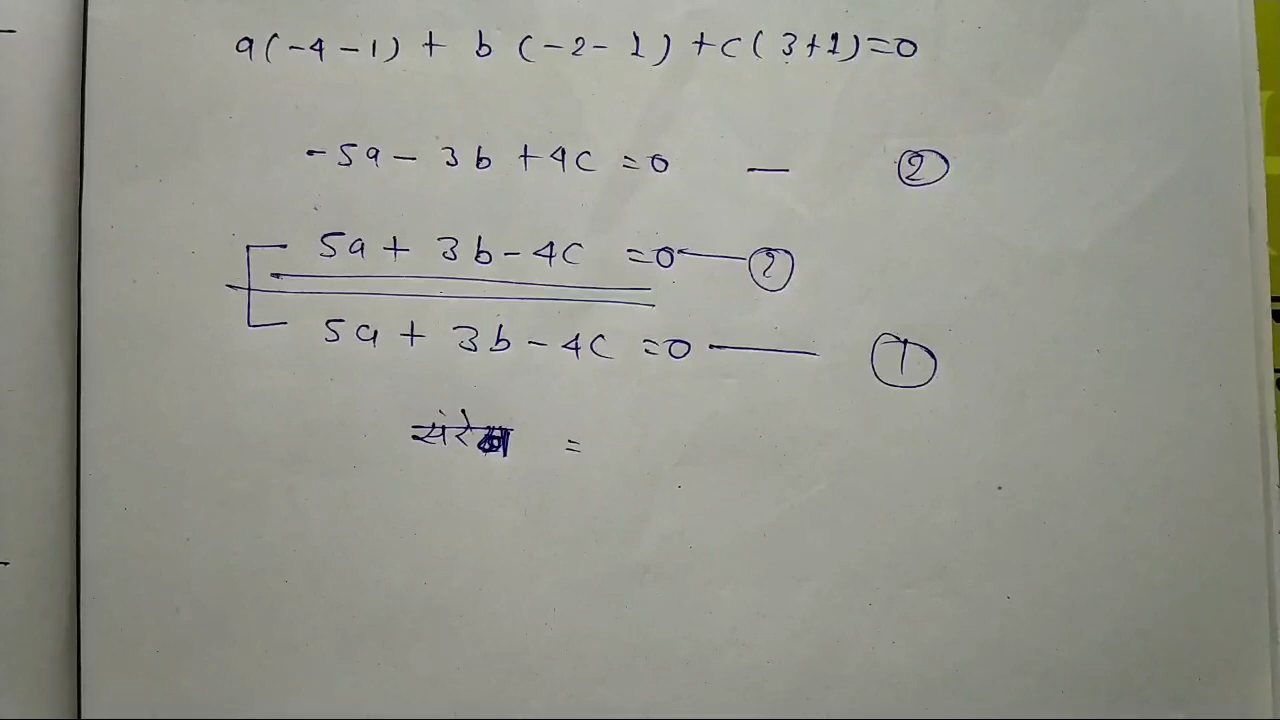 a(-4-1) + b (-2-1) +c(3+1)=0
-5a-3b+4c=0 — ②
5a+3b-4c =0 — ②
5a+3b-4c=0 — ①
संरेख =